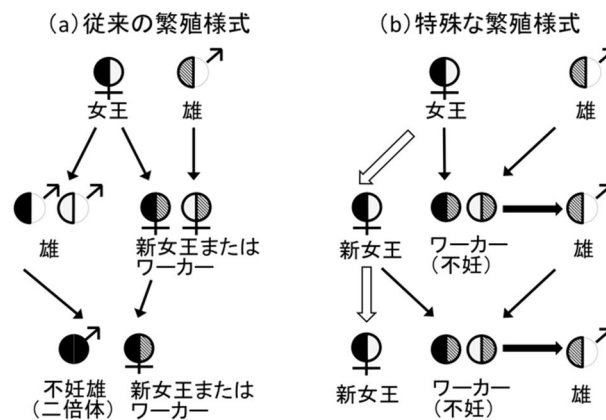 (a)従来の繁殖様式
女王
雄
雄
新女王または
ワーカー
不妊雄
(二倍体)
新女王または
ワーカー
(b)特殊な繁殖様式
女王
雄
新女王
ワーカー
(不妊)
雄
新女王
ワーカー
(不妊)
雄